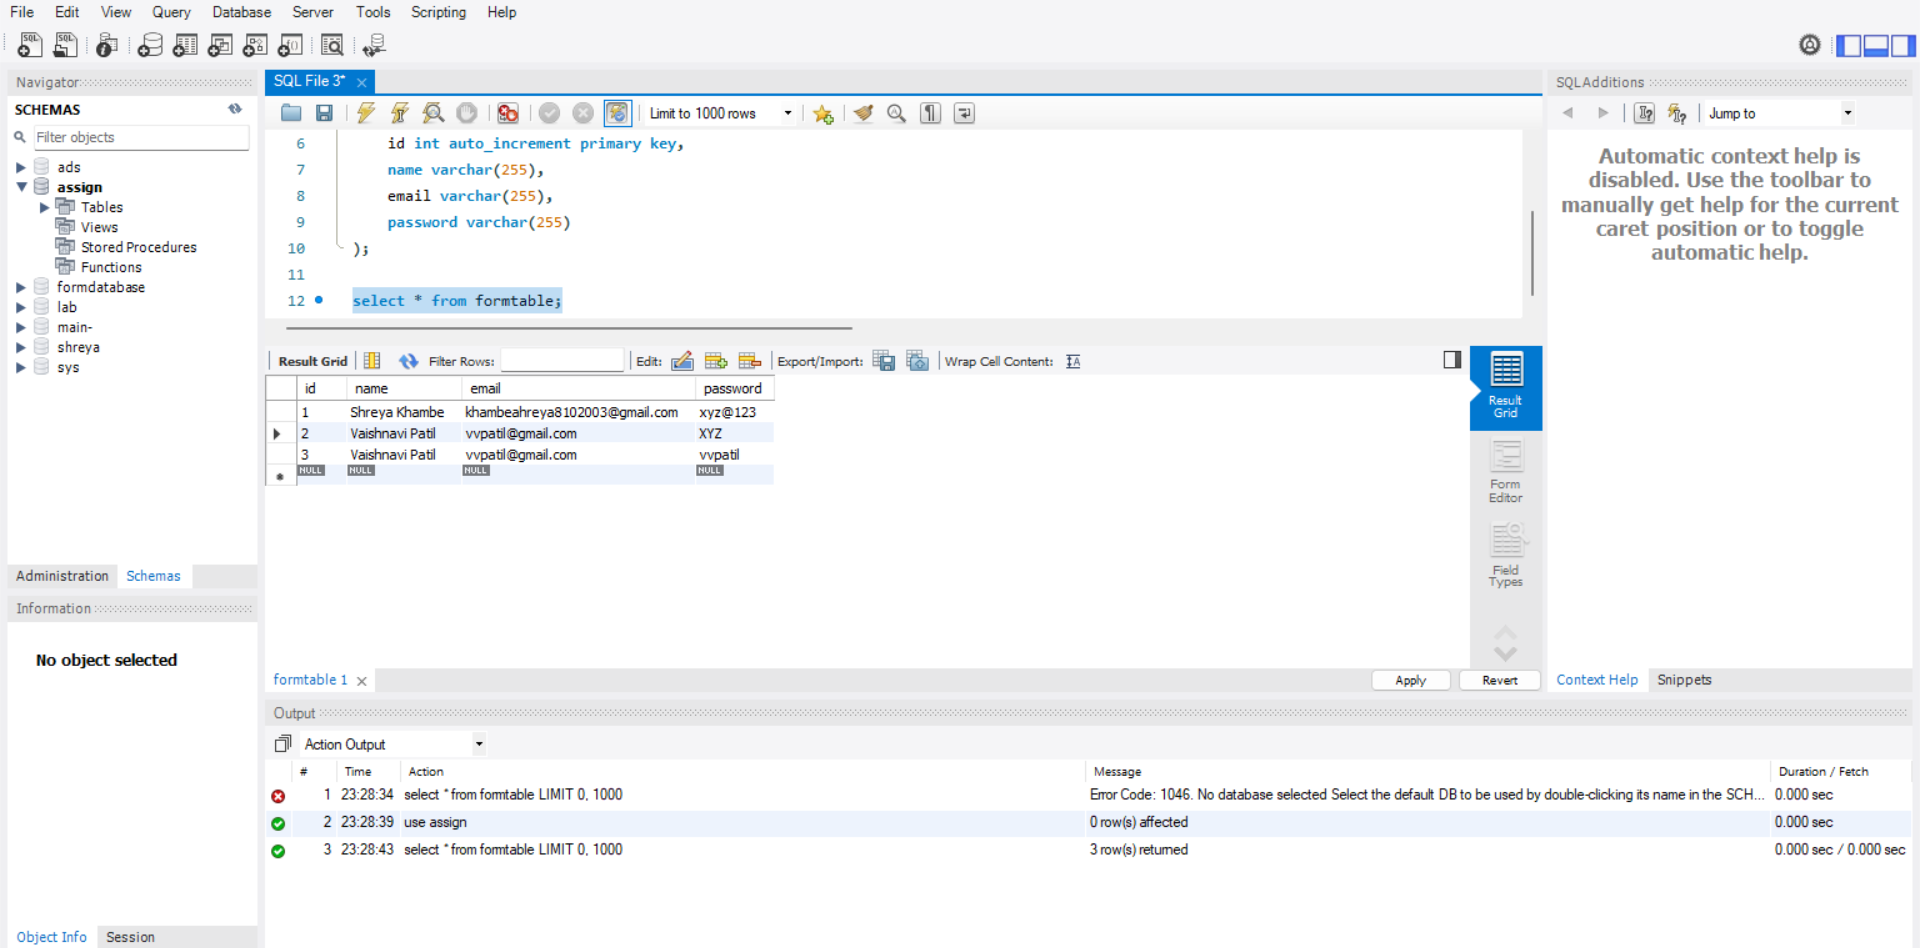 File Edit View Query Database Server Tools Scripting Help
Navigator
SCHEMAS
Filter objects
ads
assign
Tables
Views
Stored Procedures
Functions
formdatabase
lab
main-
shreya
sys
Administration Schemas
Information
No object selected
Object Info Session
SQL File 3*
Limit to 1000 rows
6 id int auto_increment primary key,
7 name varchar(255),
8 email varchar(255),
9 password varchar(255)
10 );
11
12 select * from formtable;
Result Grid Filter Rows: Edit: Export/Import: Wrap Cell Content:
id name email password
1 Shreya Khambe khambeahreya8102003@gmail.com xyz@123
2 Vaishnavi Patil vvpatil@gmail.com XYZ
3 Vaishnavi Patil vvpatil@gmail.com vvpatil
NULL NULL NULL NULL
Result
Grid
Form
Editor
Field
Types
formtable 1 Apply Revert
Output
Action Output
# Time Action Message Duration / Fetch
1 23:28:34 select * from formtable LIMIT 0, 1000 Error Code: 1046. No database selected Select the default DB to be used by double-clicking its name in the SCH... 0.000 sec
2 23:28:39 use assign 0 row(s) affected 0.000 sec
3 23:28:43 select * from formtable LIMIT 0, 1000 3 row(s) returned 0.000 sec / 0.000 sec
SQLAdditions
Jump to
Automatic context help is
disabled. Use the toolbar to
manually get help for the current
caret position or to toggle
automatic help.
Context Help Snippets